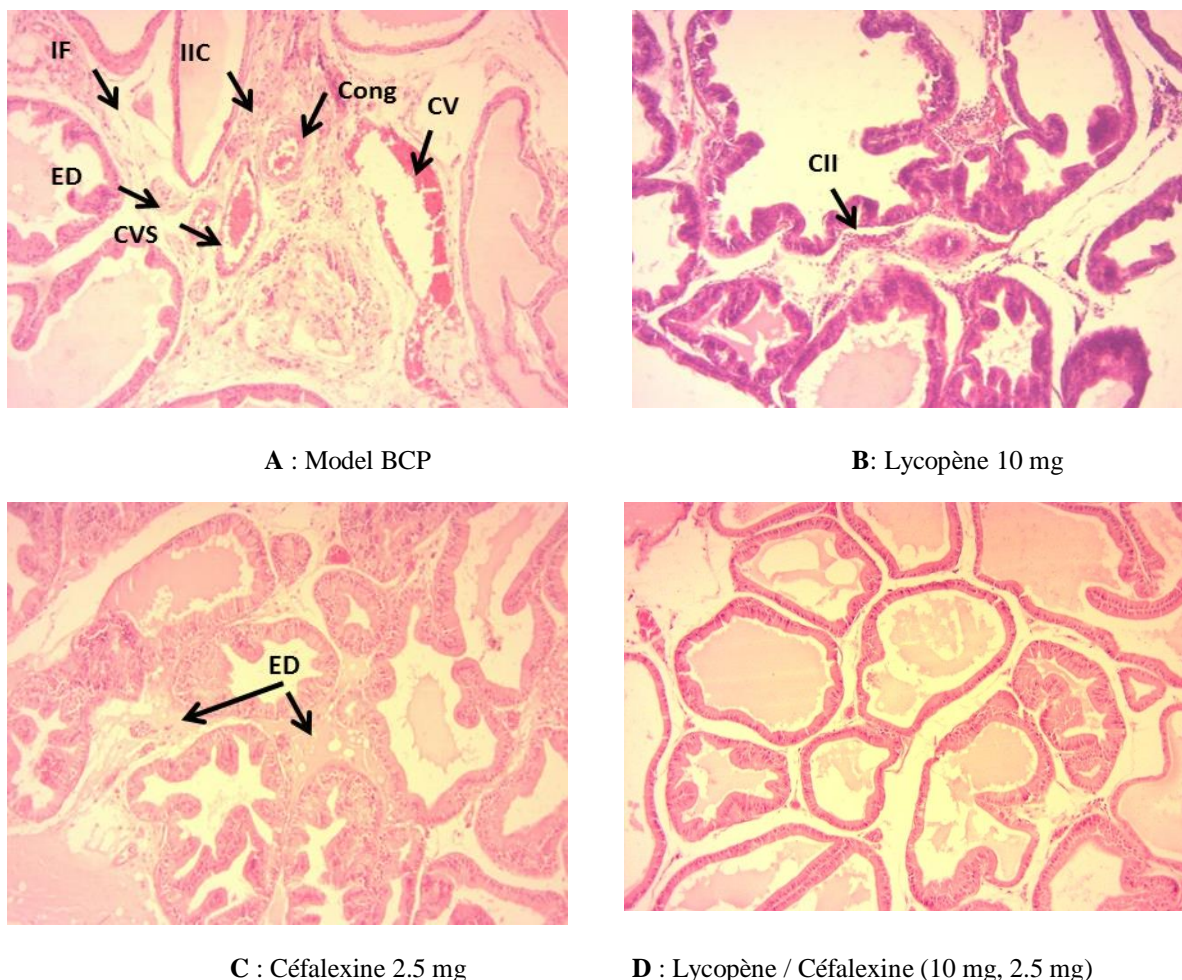 IF IIC Cong CV
ED
CVS
CII
A : Model BCP B: Lycopène 10 mg
ED
C : Céfalexine 2.5 mg D : Lycopène / Céfalexine (10 mg, 2.5 mg)